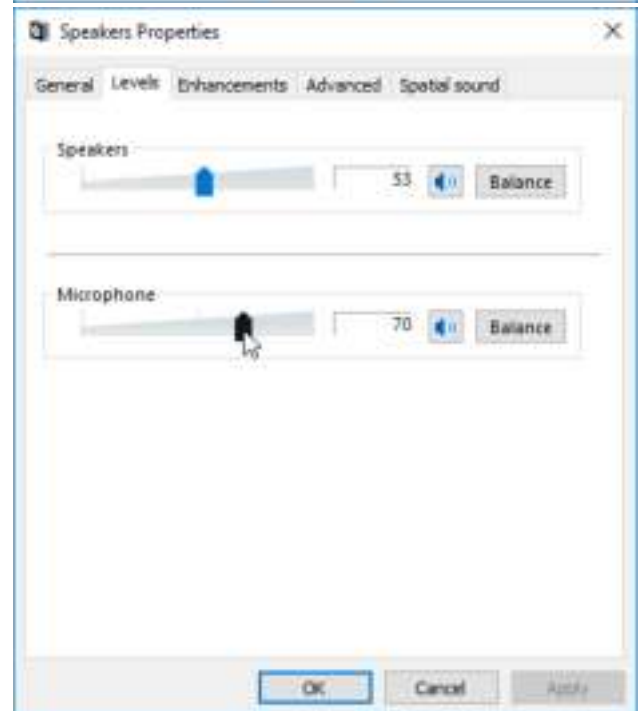 Speakers Properties
General Levels Enhancements Advanced Spatial sound
Speakers
53 Balance
Microphone
70 Balance
OK Cancel Apply